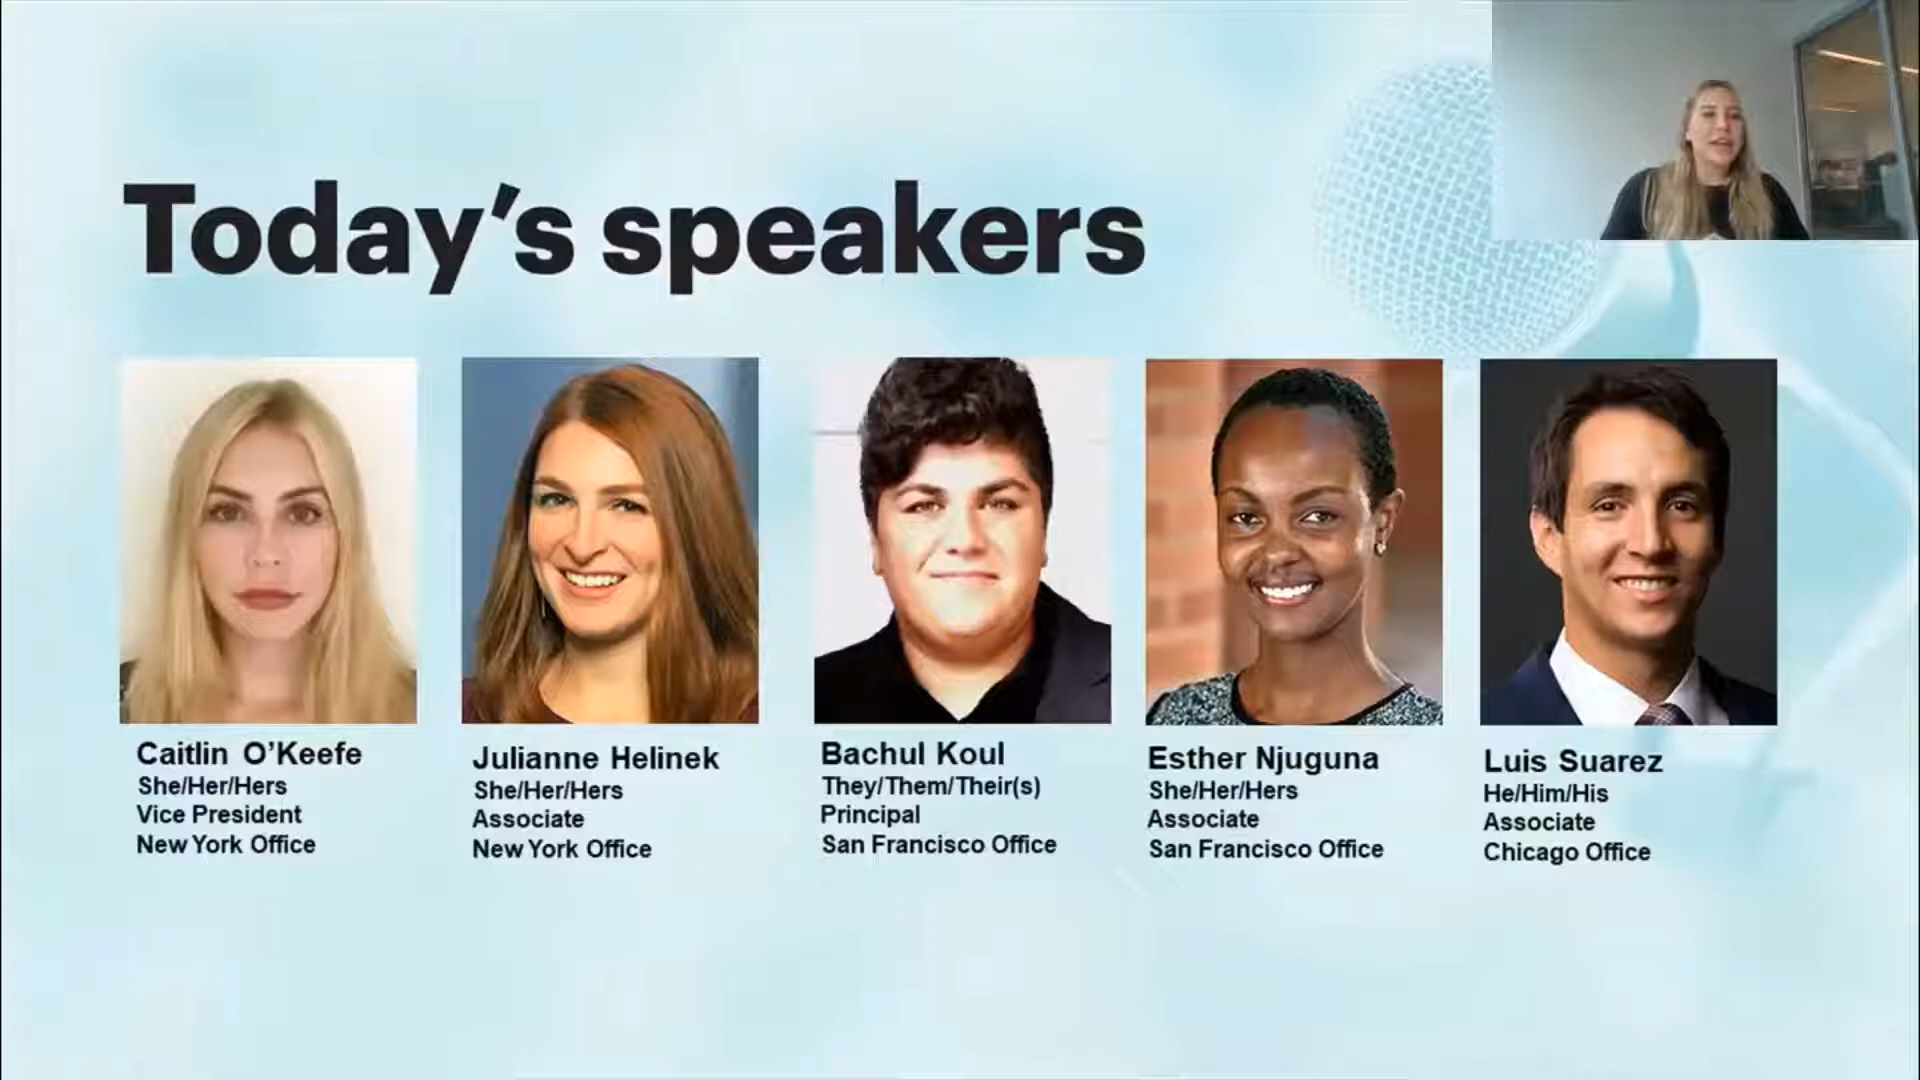 Today's speakers
Caitlin O'Keefe
She/Her/Hers
Vice President
New York Office
Julianne Helinek
She/Her/Hers
Associate
New York Office
Bachul Koul
They/Them/Their(s)
Principal
San Francisco Office
Esther Njuguna
She/Her/Hers
Associate
San Francisco Office
Luis Suarez
He/Him/His
Associate
Chicago Office